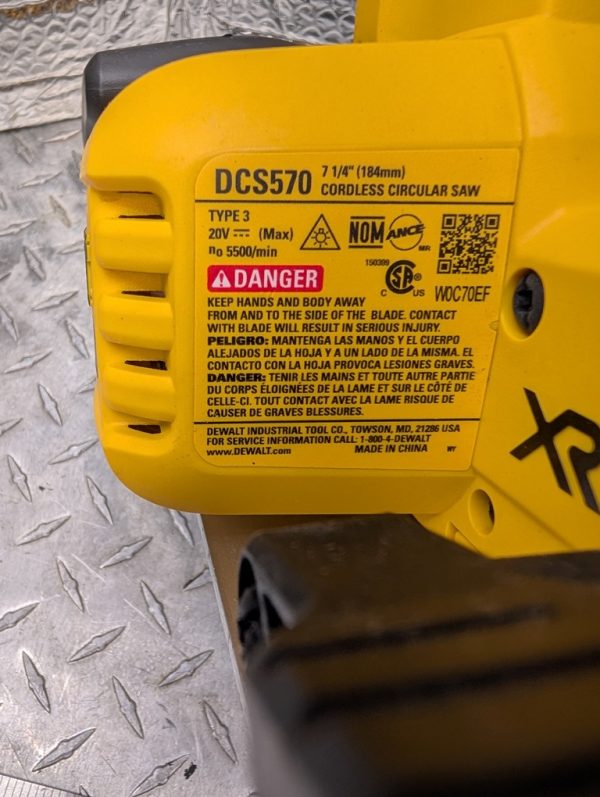 DCS570 7 1/4" (184mm)
CORDLESS CIRCULAR SAW
TYPE 3
20V ⎓ (Max)
n₀ 5500/min
NOM ANCE MR
150399
C SA ® C US
W0C70EF
DANGER
KEEP HANDS AND BODY AWAY
FROM AND TO THE SIDE OF THE BLADE. CONTACT
WITH BLADE WILL RESULT IN SERIOUS INJURY.
PELIGRO: MANTENGA LAS MANOS Y EL CUERPO
ALEJADOS DE LA HOJA Y A UN LADO DE LA MISMA. EL
CONTACTO CON LA HOJA PROVOCA LESIONES GRAVES.
DANGER: TENIR LES MAINS ET TOUTE AUTRE PARTIE
DU CORPS ÉLOIGNÉES DE LA LAME ET SUR LE CÔTÉ DE
CELLE-CI. TOUT CONTACT AVEC LA LAME RISQUE DE
CAUSER DE GRAVES BLESSURES.
DEWALT INDUSTRIAL TOOL CO., TOWSON, MD, 21286 USA
FOR SERVICE INFORMATION CALL: 1-800-4-DEWALT
www.DEWALT.com MADE IN CHINA WY
XR